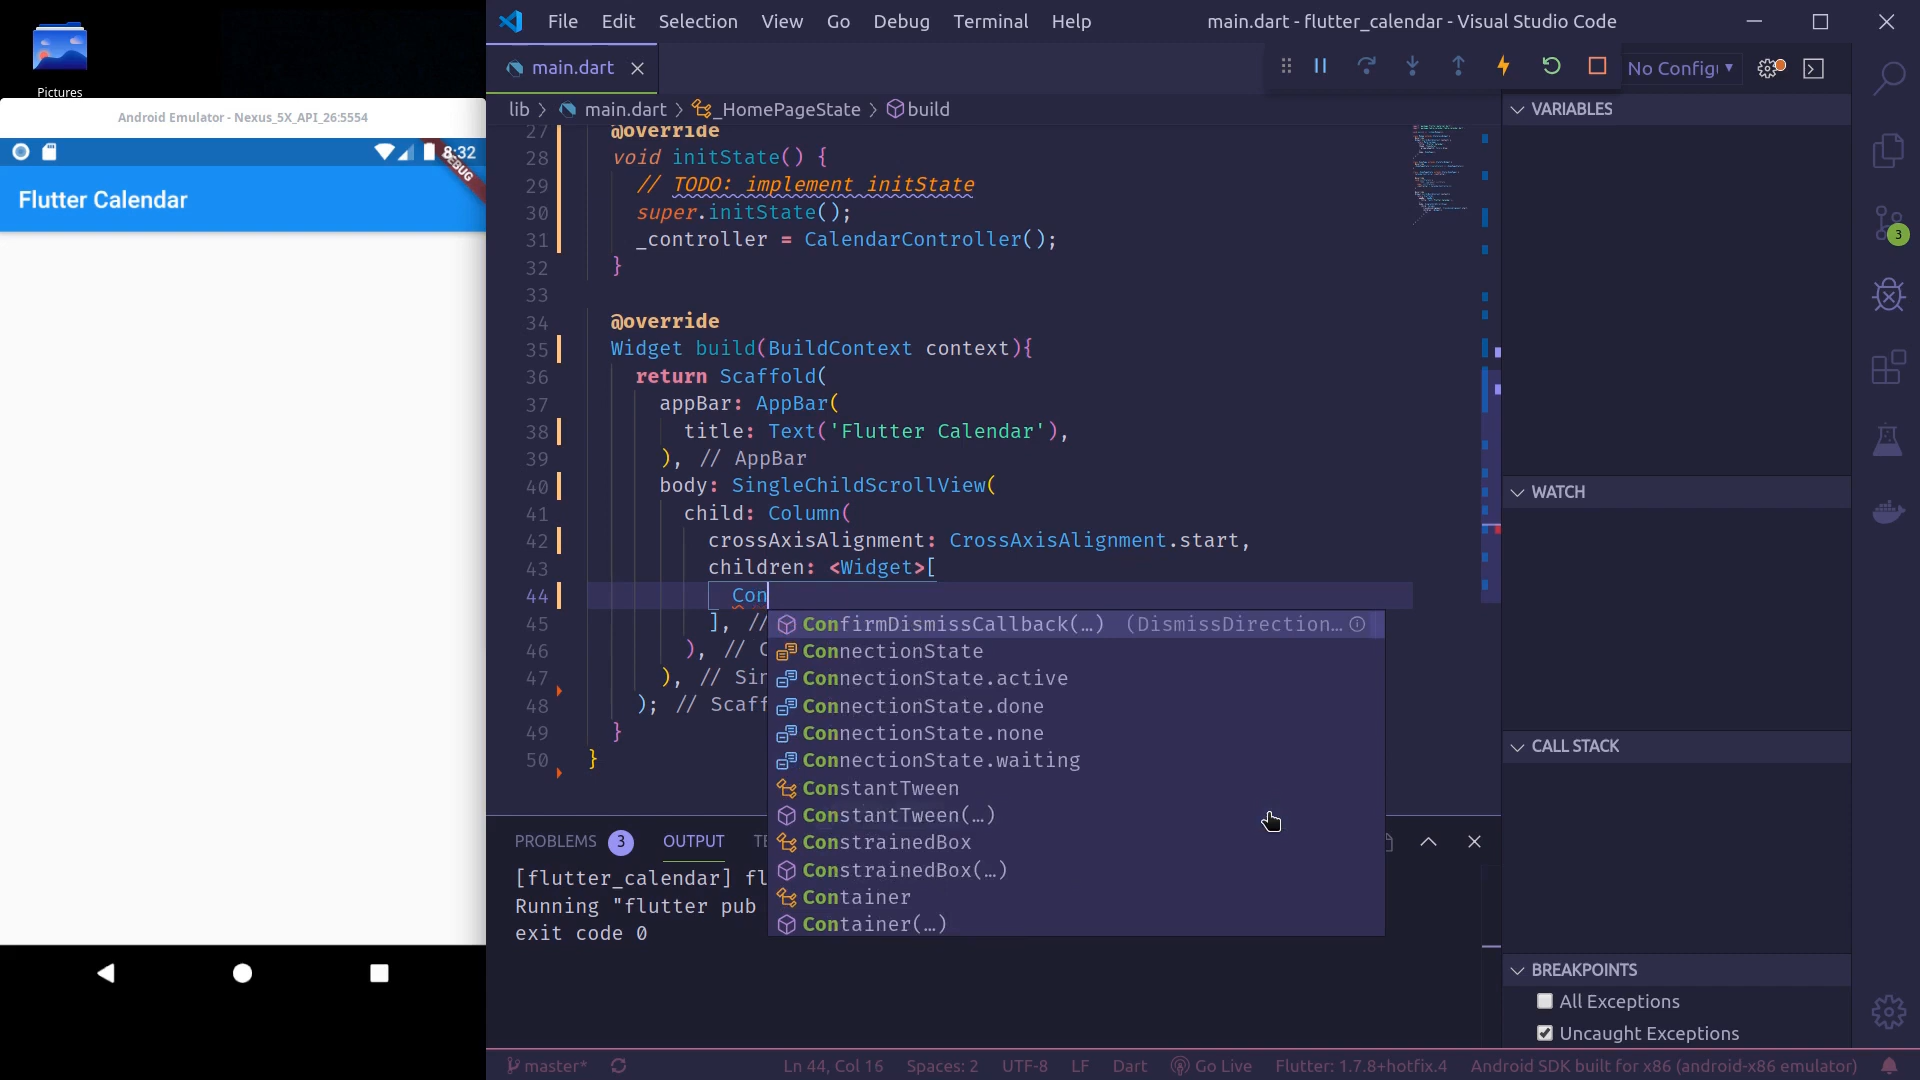 Pictures
Android Emulator - Nexus_5X_API_26:5554
8:32
DEBUG
Flutter Calendar
File Edit Selection View Go Debug Terminal Help
main.dart - flutter_calendar - Visual Studio Code
main.dart
No Config
lib > main.dart > _HomePageState > build
27 @override
28 void initState() {
29 // TODO: implement initState
30 super.initState();
31 _controller = CalendarController();
32 }
33
34 @override
35 Widget build(BuildContext context){
36 return Scaffold(
37 appBar: AppBar(
38 title: Text('Flutter Calendar'),
39 ), // AppBar
40 body: SingleChildScrollView(
41 child: Column(
42 crossAxisAlignment: CrossAxisAlignment.start,
43 children: <Widget>[
44 Con
45 ], //
46 ), // C
47 ), // Sin
48 ); // Scaff
49 }
50 }
ConfirmDismissCallback(…) (DismissDirection…
ConnectionState
ConnectionState.active
ConnectionState.done
ConnectionState.none
ConnectionState.waiting
ConstantTween
ConstantTween(…)
ConstrainedBox
ConstrainedBox(…)
Container
Container(…)
PROBLEMS 3 OUTPUT TE
[flutter_calendar] fl
Running "flutter pub
exit code 0
VARIABLES
WATCH
CALL STACK
BREAKPOINTS
All Exceptions
Uncaught Exceptions
3
master* Ln 44, Col 16 Spaces: 2 UTF-8 LF Dart Go Live Flutter: 1.7.8+hotfix.4 Android SDK built for x86 (android-x86 emulator)